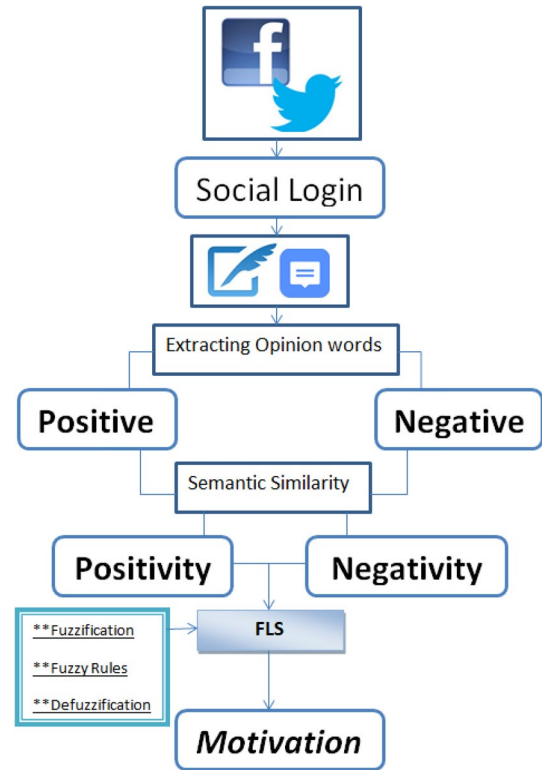 f
Social Login
Extracting Opinion words
Positive
Negative
Semantic Similarity
Positivity
Negativity
**Fuzzification
**Fuzzy Rules
**Defuzzification
FLS
Motivation